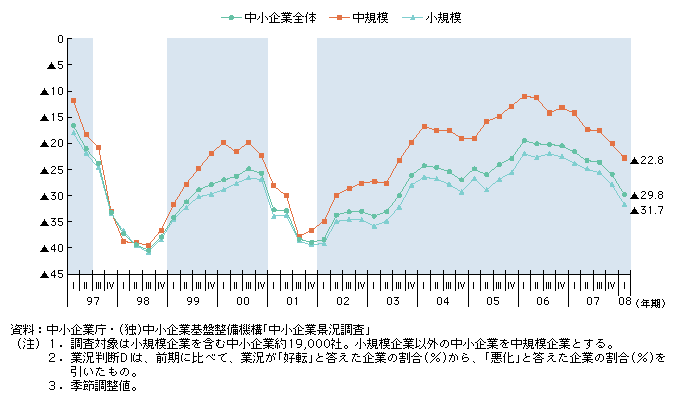 中小企業全体 中規模 小規模
0
▲5
▲10
▲15
▲20
▲25
▲30
▲35
▲40
▲45
▲22.8
▲29.8
▲31.7
Ⅰ Ⅱ Ⅲ Ⅳ Ⅰ Ⅱ Ⅲ Ⅳ Ⅰ Ⅱ Ⅲ Ⅳ Ⅰ Ⅱ Ⅲ Ⅳ Ⅰ Ⅱ Ⅲ Ⅳ Ⅰ Ⅱ Ⅲ Ⅳ Ⅰ Ⅱ Ⅲ Ⅳ Ⅰ Ⅱ Ⅲ Ⅳ Ⅰ Ⅱ Ⅲ Ⅳ Ⅰ Ⅱ Ⅲ Ⅳ Ⅰ Ⅱ Ⅲ Ⅳ Ⅰ
97 98 99 00 01 02 03 04 05 06 07 08 (年期)
資料：中小企業庁・(独)中小企業基盤整備機構「中小企業景況調査」
(注) 1．調査対象は小規模企業を含む中小企業約19,000社。小規模企業以外の中小企業を中規模企業とする。
2．業況判断DIは、前期に比べて、業況が「好転」と答えた企業の割合(％)から、「悪化」と答えた企業の割合(％)を
引いたもの。
3．季節調整値。